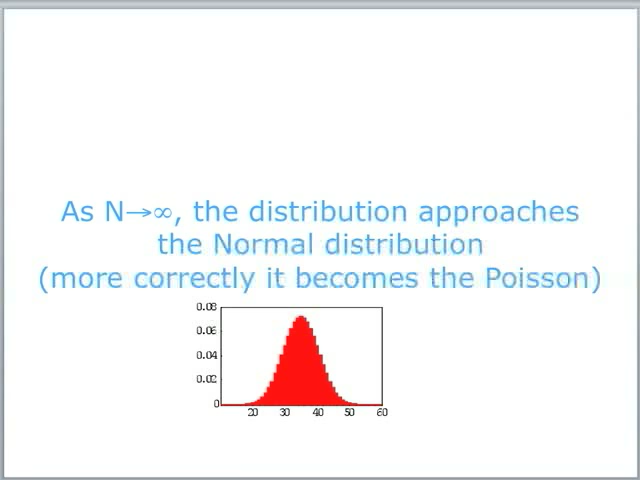 As N→∞, the distribution approaches
the Normal distribution
(more correctly it becomes the Poisson)
0.08
0.06
0.04
0.02
0
20 30 40 50 60